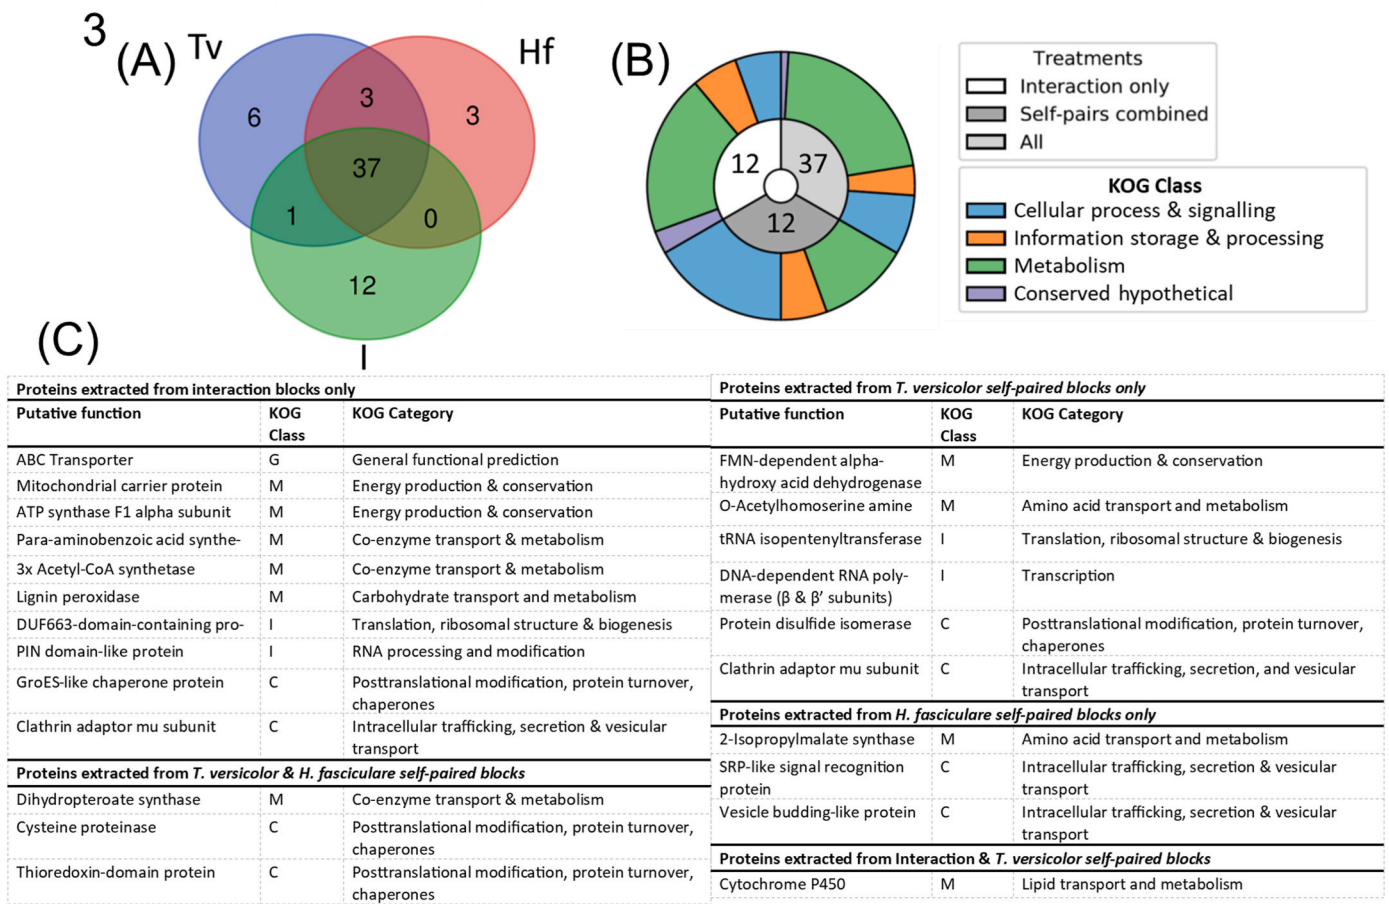 3
(A)
Tv
Hf
6
3
3
37
1
0
12
I
(B)
12
37
12
Treatments
Interaction only
Self-pairs combined
All
KOG Class
Cellular process & signalling
Information storage & processing
Metabolism
Conserved hypothetical
(C)
Proteins extracted from interaction blocks only
Putative function KOG Class KOG Category
ABC Transporter G General functional prediction
Mitochondrial carrier protein M Energy production & conservation
ATP synthase F1 alpha subunit M Energy production & conservation
Para-aminobenzoic acid synthe- M Co-enzyme transport & metabolism
3x Acetyl-CoA synthetase M Co-enzyme transport & metabolism
Lignin peroxidase M Carbohydrate transport and metabolism
DUF663-domain-containing pro- I Translation, ribosomal structure & biogenesis
PIN domain-like protein I RNA processing and modification
GroES-like chaperone protein C Posttranslational modification, protein turnover,
chaperones
Clathrin adaptor mu subunit C Intracellular trafficking, secretion & vesicular
transport
Proteins extracted from T. versicolor & H. fasciculare self-paired blocks
Dihydropteroate synthase M Co-enzyme transport & metabolism
Cysteine proteinase C Posttranslational modification, protein turnover,
chaperones
Thioredoxin-domain protein C Posttranslational modification, protein turnover,
chaperones
Proteins extracted from T. versicolor self-paired blocks only
Putative function KOG Class KOG Category
FMN-dependent alpha- M Energy production & conservation
hydroxy acid dehydrogenase
O-Acetylhomoserine amine M Amino acid transport and metabolism
tRNA isopentenyltransferase I Translation, ribosomal structure & biogenesis
DNA-dependent RNA poly- I Transcription
merase (β & β’ subunits)
Protein disulfide isomerase C Posttranslational modification, protein turnover,
chaperones
Clathrin adaptor mu subunit C Intracellular trafficking, secretion, and vesicular
transport
Proteins extracted from H. fasciculare self-paired blocks only
2-Isopropylmalate synthase M Amino acid transport and metabolism
SRP-like signal recognition C Intracellular trafficking, secretion & vesicular
protein transport
Vesicle budding-like protein C Intracellular trafficking, secretion & vesicular
transport
Proteins extracted from Interaction & T. versicolor self-paired blocks
Cytochrome P450 M Lipid transport and metabolism